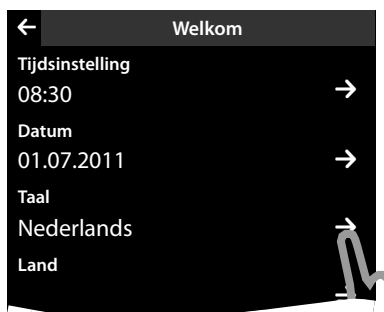 Welkom
Tijdsinstelling
08:30
Datum
01.07.2011
Taal
Nederlands
Land